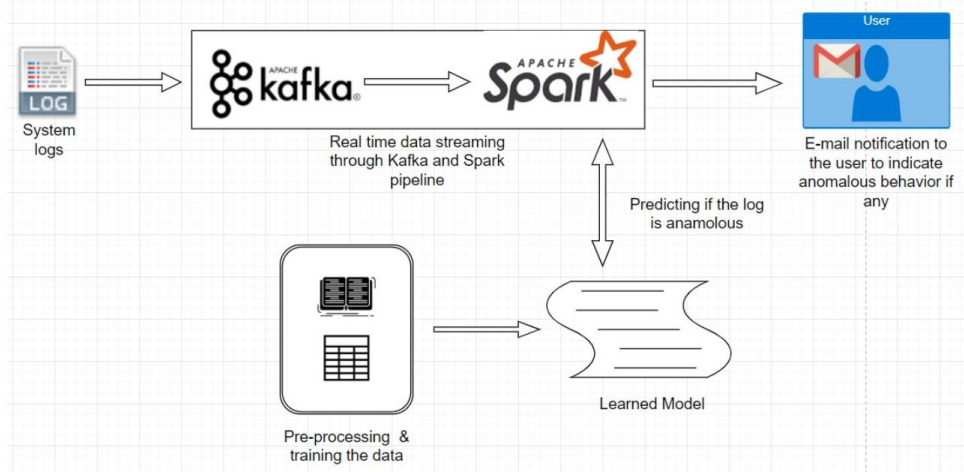 LOG
System
logs
APACHE
kafka®
APACHE
Spark™
Real time data streaming
through Kafka and Spark
pipeline
User
E-mail notification to
the user to indicate
anomalous behavior if
any
Predicting if the log
is anamolous
Learned Model
Pre-processing &
training the data